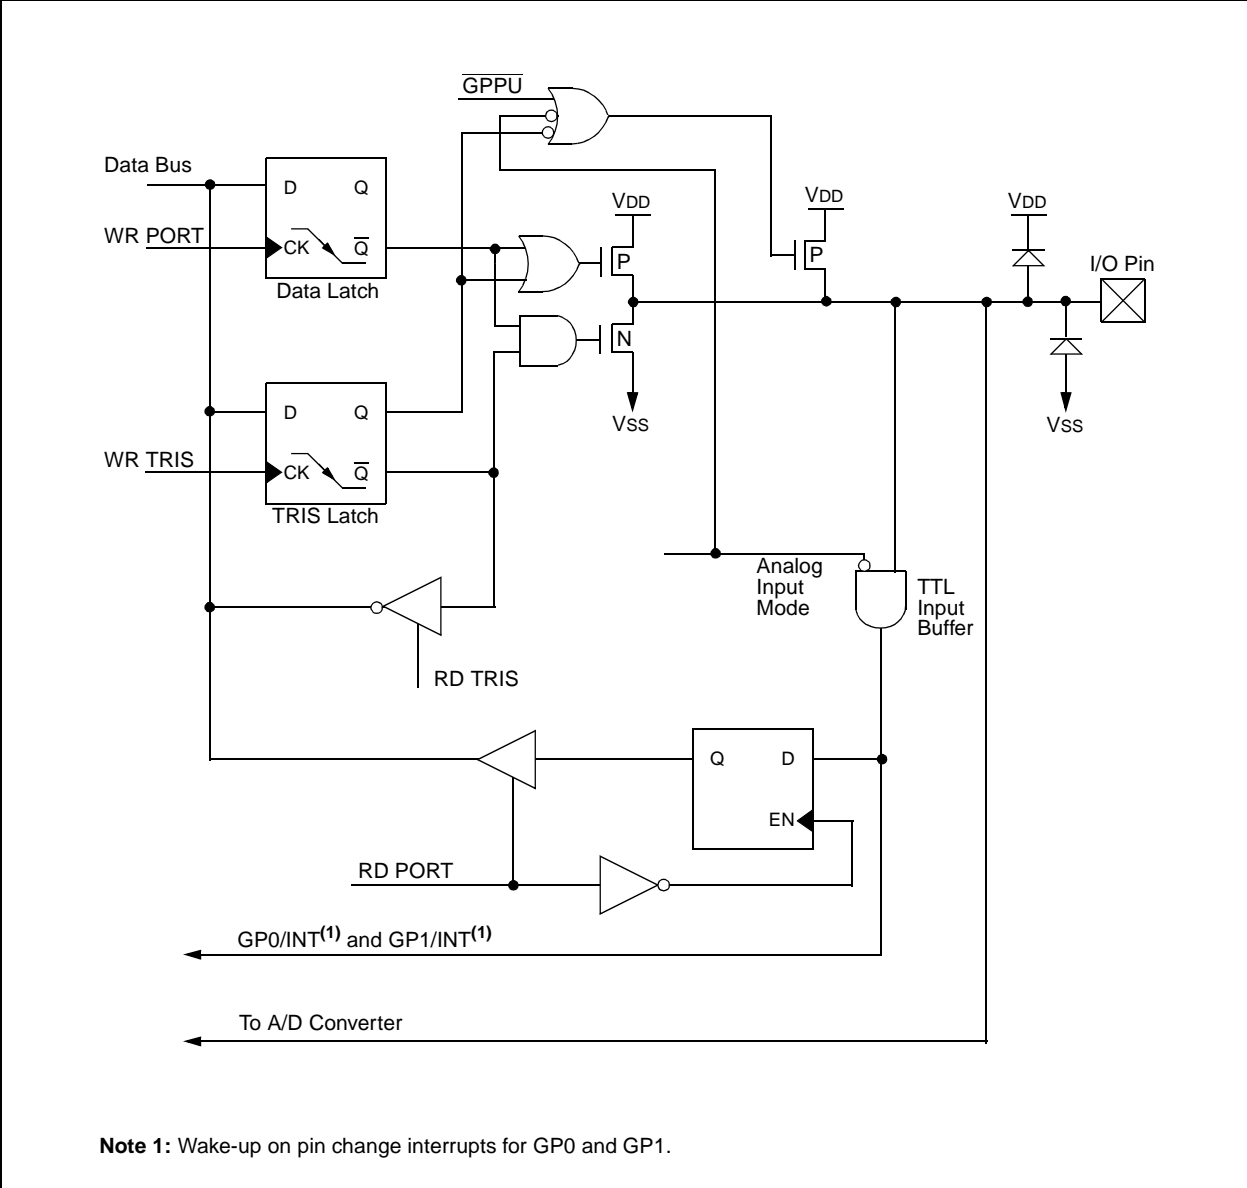 GPPU
Data Bus
D Q
VDD
VDD
VDD
WR PORT
CK Q
P
P
I/O Pin
Data Latch
N
D Q
VSS
VSS
WR TRIS
CK Q
TRIS Latch
Analog
Input
Mode
TTL
Input
Buffer
RD TRIS
Q D
EN
RD PORT
GP0/INT(1) and GP1/INT(1)
To A/D Converter
Note 1: Wake-up on pin change interrupts for GP0 and GP1.